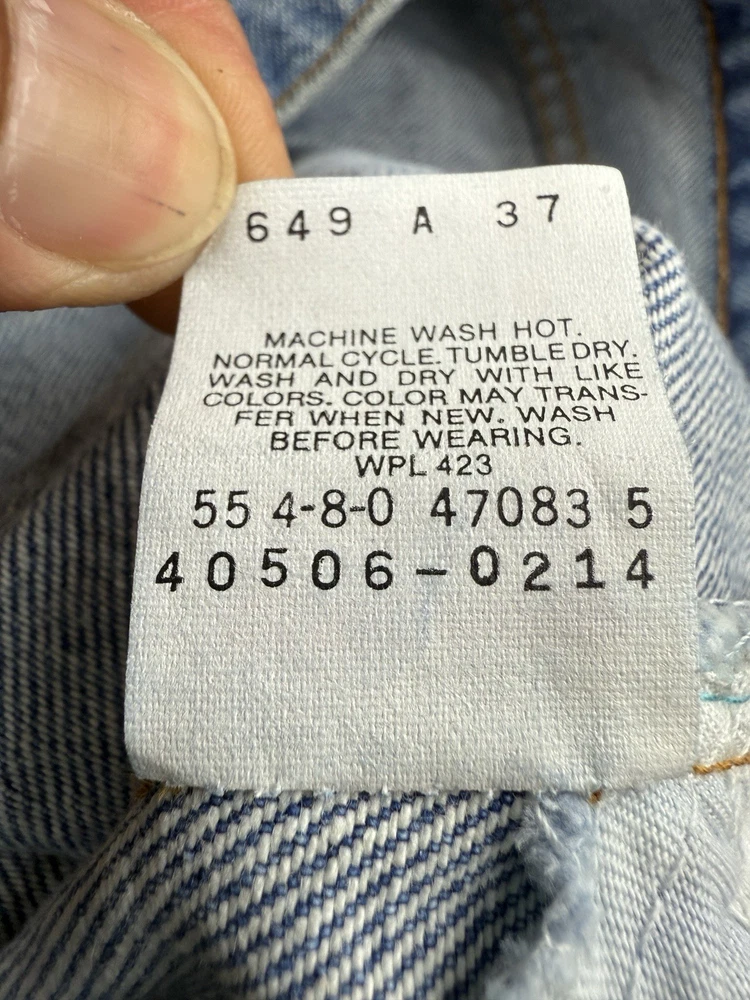 649 A 37
MACHINE WASH HOT.
NORMAL CYCLE. TUMBLE DRY.
WASH AND DRY WITH LIKE
COLORS. COLOR MAY TRANS-
FER WHEN NEW. WASH
BEFORE WEARING.
WPL 423
55 4-8-0 47083 5
40506-0214